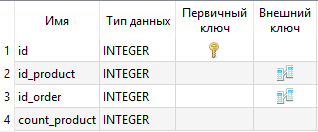 Имя Тип данных Первичный ключ Внешний ключ
1 id INTEGER
2 id_product INTEGER
3 id_order INTEGER
4 count_product INTEGER